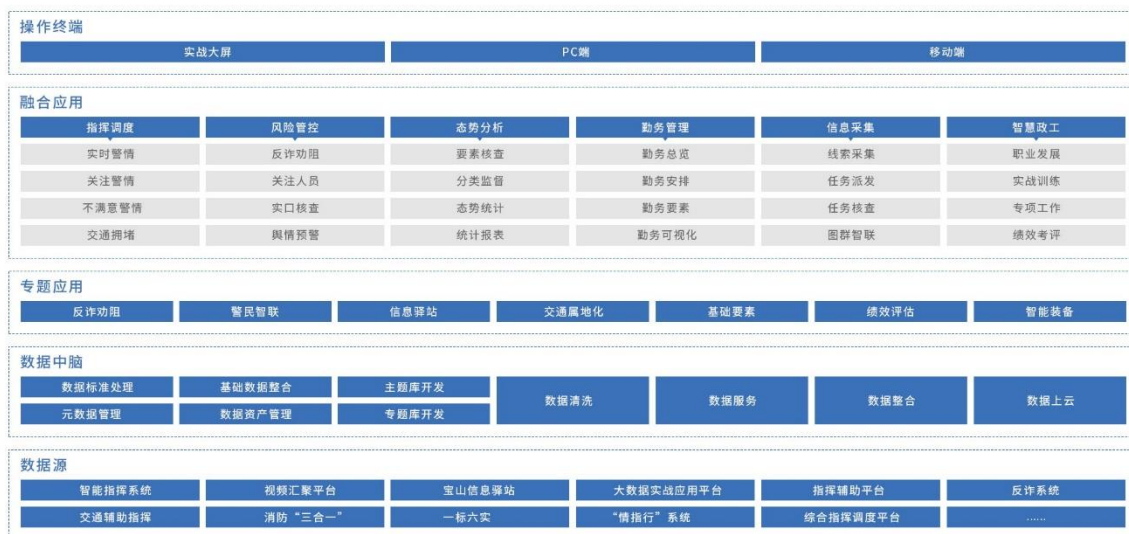 操作终端
实战大屏 PC端 移动端
融合应用
指挥调度 风险管控 态势分析 勤务管理 信息采集 智慧政工
实时警情 反诈劝阻 要素核查 勤务总览 线索采集 职业发展
关注警情 关注人员 分类监督 勤务安排 任务派发 实战训练
不满意警情 实口核查 态势统计 勤务要素 任务核查 专项工作
交通拥堵 舆情预警 统计报表 勤务可视化 图群智联 绩效考评
专题应用
反诈劝阻 警民智联 信息驿站 交通属地化 基础要素 绩效评估 智能装备
数据中脑
数据标准处理 基础数据整合 主题库开发 数据清洗 数据服务 数据整合 数据上云
元数据管理 数据资产管理 专题库开发
数据源
智能指挥系统 视频汇聚平台 宝山信息驿站 大数据实战应用平台 指挥辅助平台 反诈系统
交通辅助指挥 消防“三合一” 一标六实 “情指行”系统 综合指挥调度平台 ......